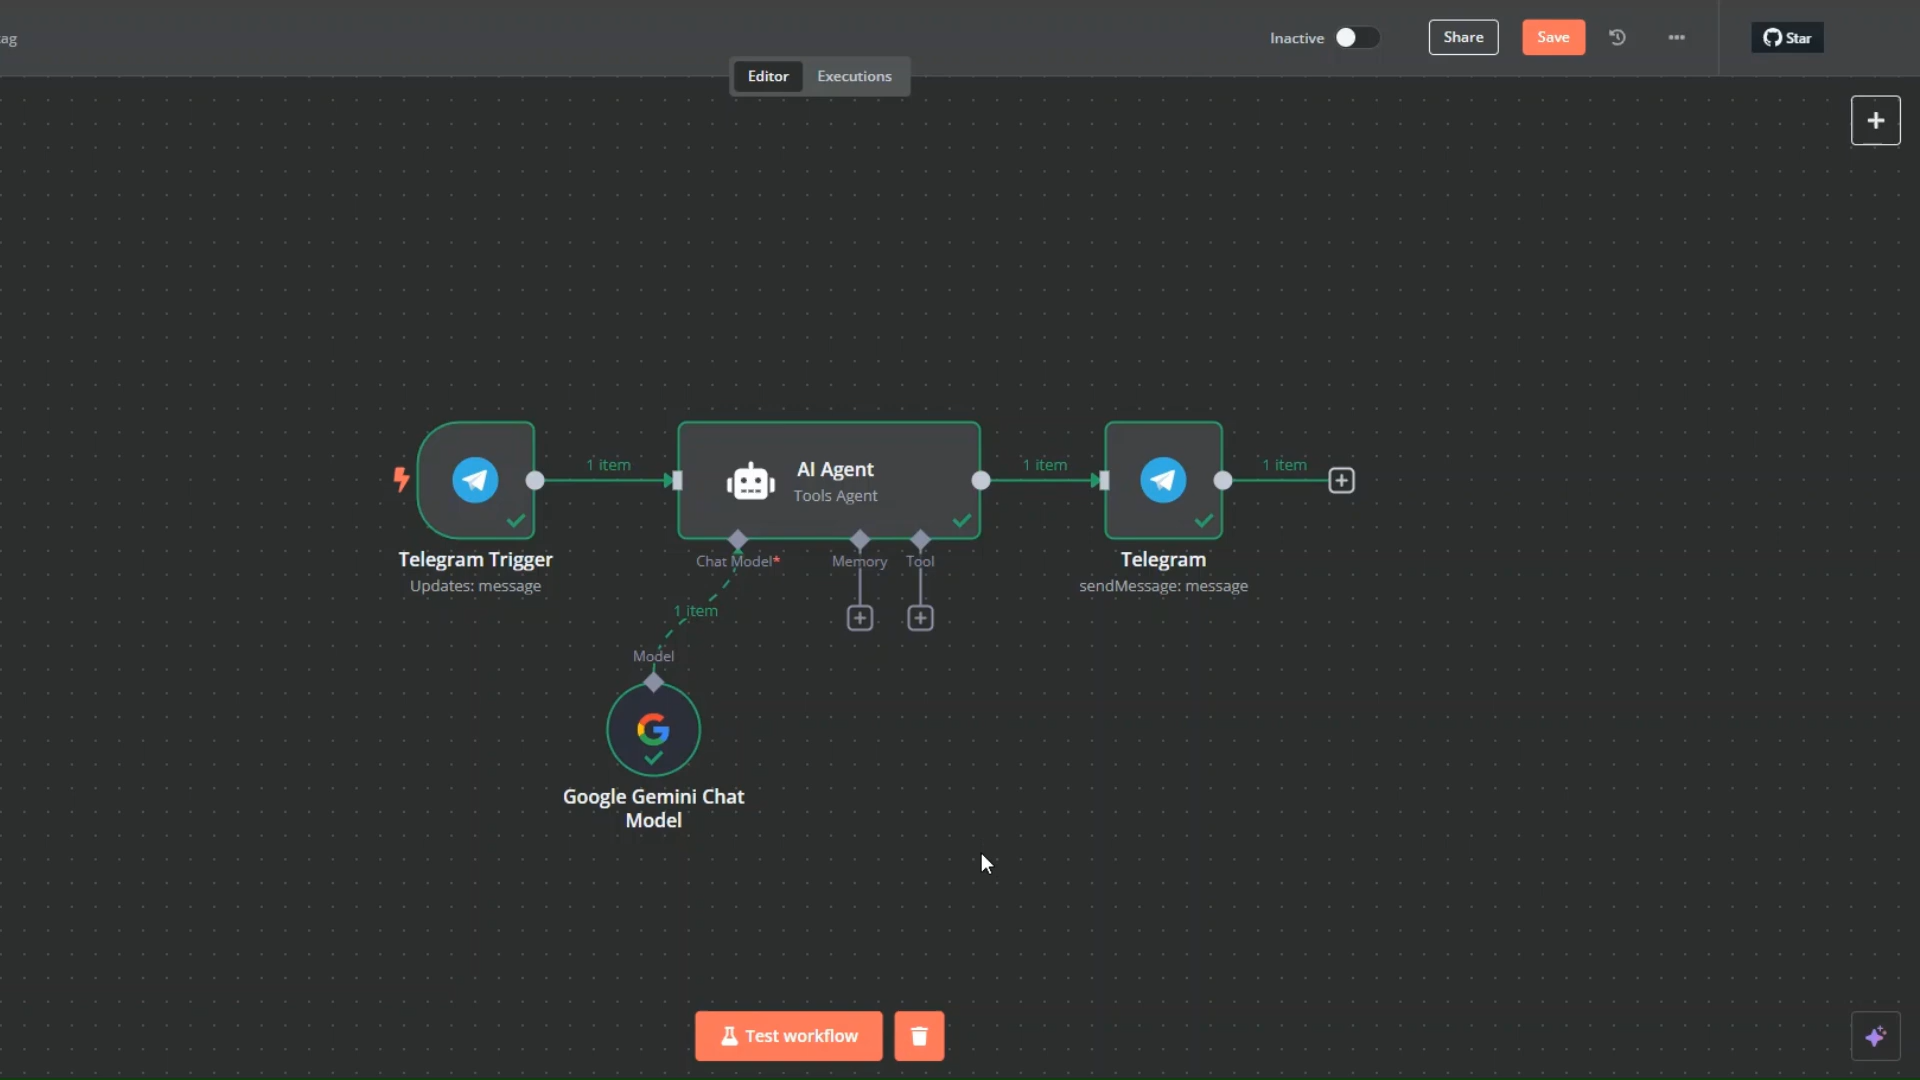 ag
Inactive
Share
Save
Star
Editor
Executions
1 item
AI Agent
Tools Agent
1 item
1 item
Telegram Trigger
Updates: message
Chat Model*
Memory
Tool
Telegram
sendMessage: message
1 item
Model
Google Gemini Chat
Model
Test workflow